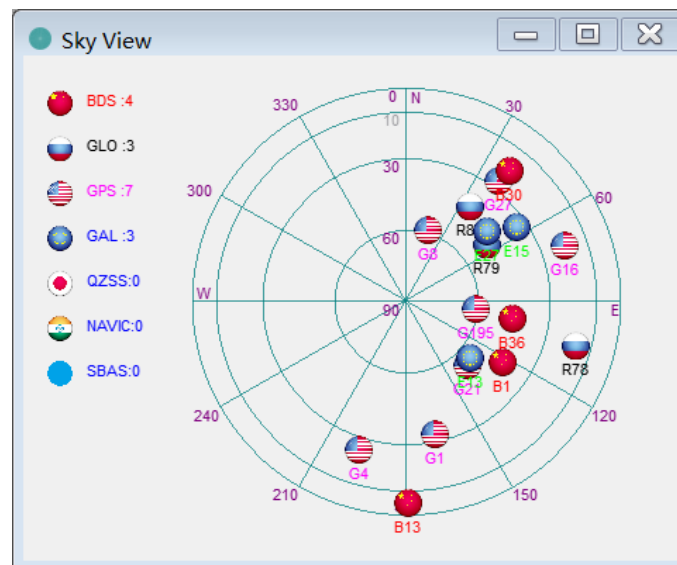 Sky View
BDS :4
GLO :3
GPS :7
GAL :3
QZSS:0
NAVIC:0
SBAS:0
0 N
330
30
10
30
300
60
60
W
90
E
240
120
210
150
B30
G27
R8
G8
E15
R79
G16
G195
B36
R78
E13
G21
B1
G1
G4
B13